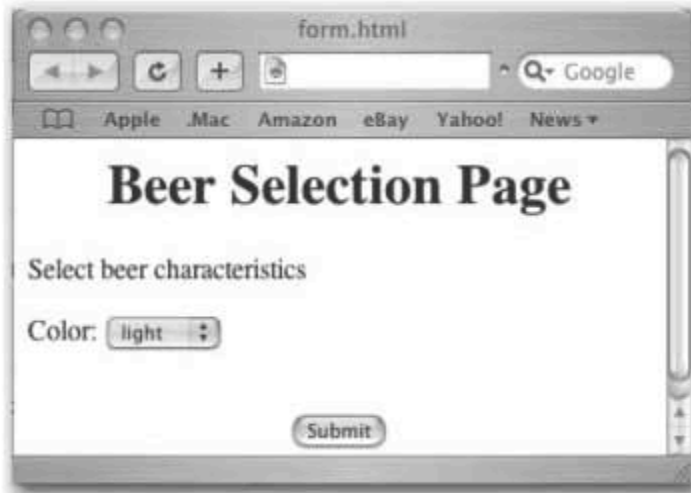 form.html
Google
Apple .Mac Amazon eBay Yahoo! News
Beer Selection Page
Select beer characteristics
Color: light
Submit